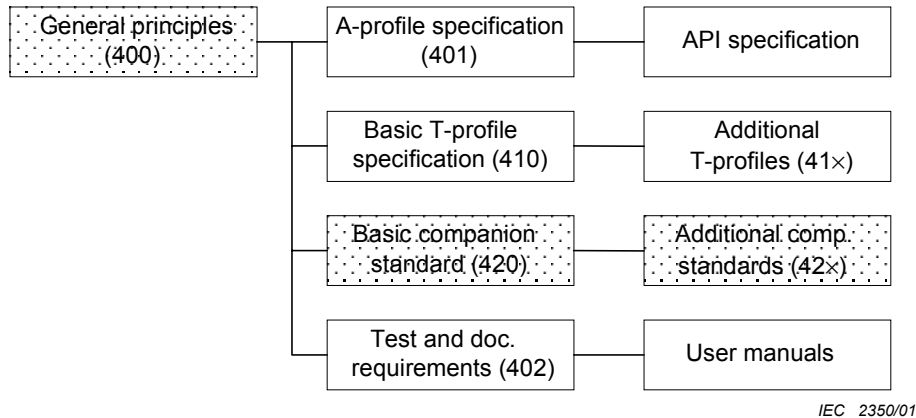 General principles
(400)
A-profile specification
(401)
API specification
Basic T-profile
specification (410)
Additional
T-profiles (41×)
Basic companion
standard (420)
Additional comp.
standards (42×)
Test and doc.
requirements (402)
User manuals
IEC 2350/01